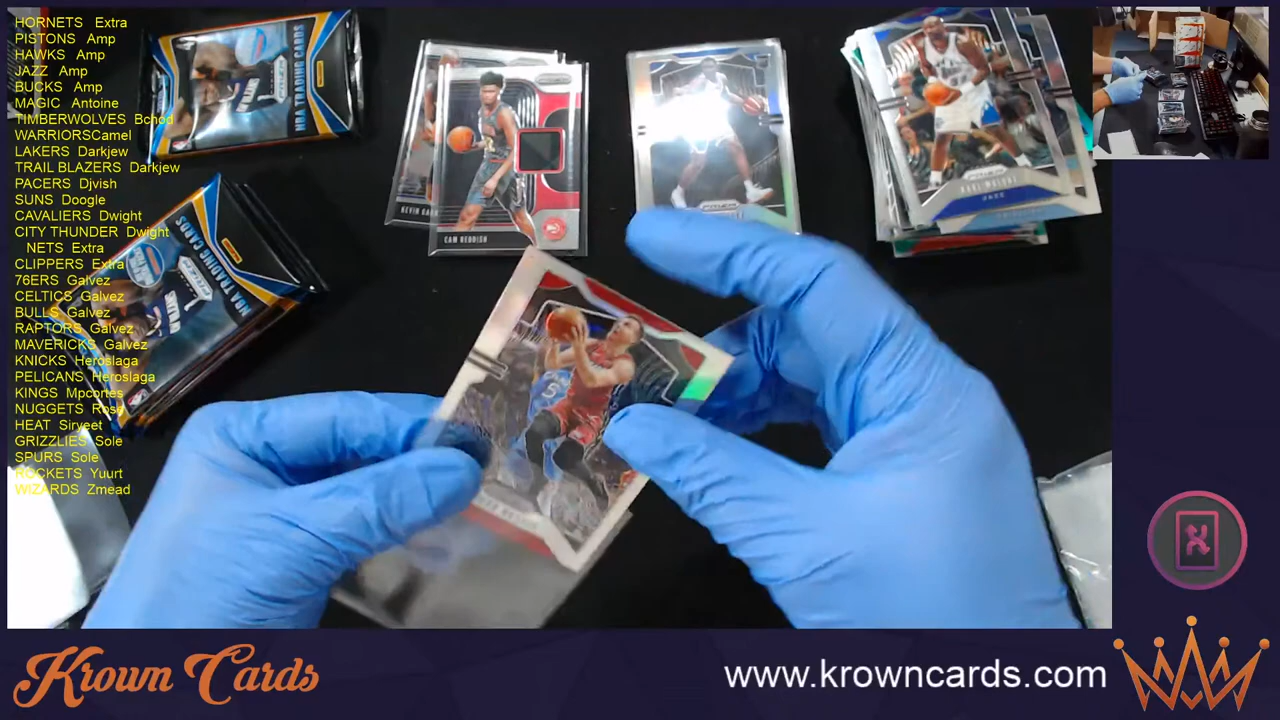 HORNETS Extra
PISTONS Amp
HAWKS Amp
JAZZ Amp
BUCKS Amp
MAGIC Antoine
TIMBERWOLVES Bchod
WARRIORSCamel
LAKERS Darkjew
TRAIL BLAZERS Darkjew
PACERS Djvish
SUNS Doogle
CAVALIERS Dwight
CITY THUNDER Dwight
NETS Extra
CLIPPERS Extra
76ERS Galvez
CELTICS Galvez
BULLS Galvez
RAPTORS Galvez
MAVERICKS Galvez
KNICKS Heroslaga
PELICANS Heroslaga
KINGS Mpcortes
NUGGETS Rose
HEAT Siryeet
GRIZZLIES Sole
SPURS Sole
ROCKETS Yuurt
WIZARDS Zmead
NBA TRADING CARDS
NBA TRADING CARDS
KEVIN
CAM REDDISH
PRIZM
KARL MALONE
JAZZ
Krown Cards
www.krowncards.com